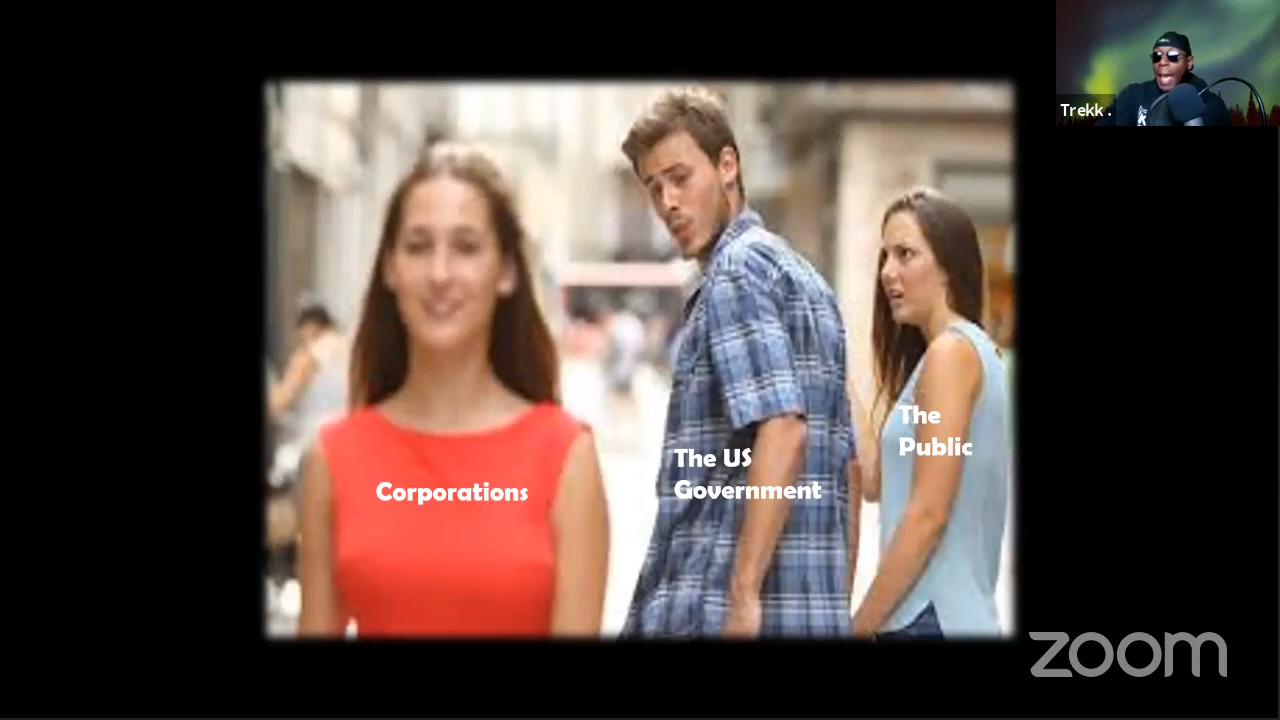 Trekk .
Corporations
The US
Government
The
Public
zoom